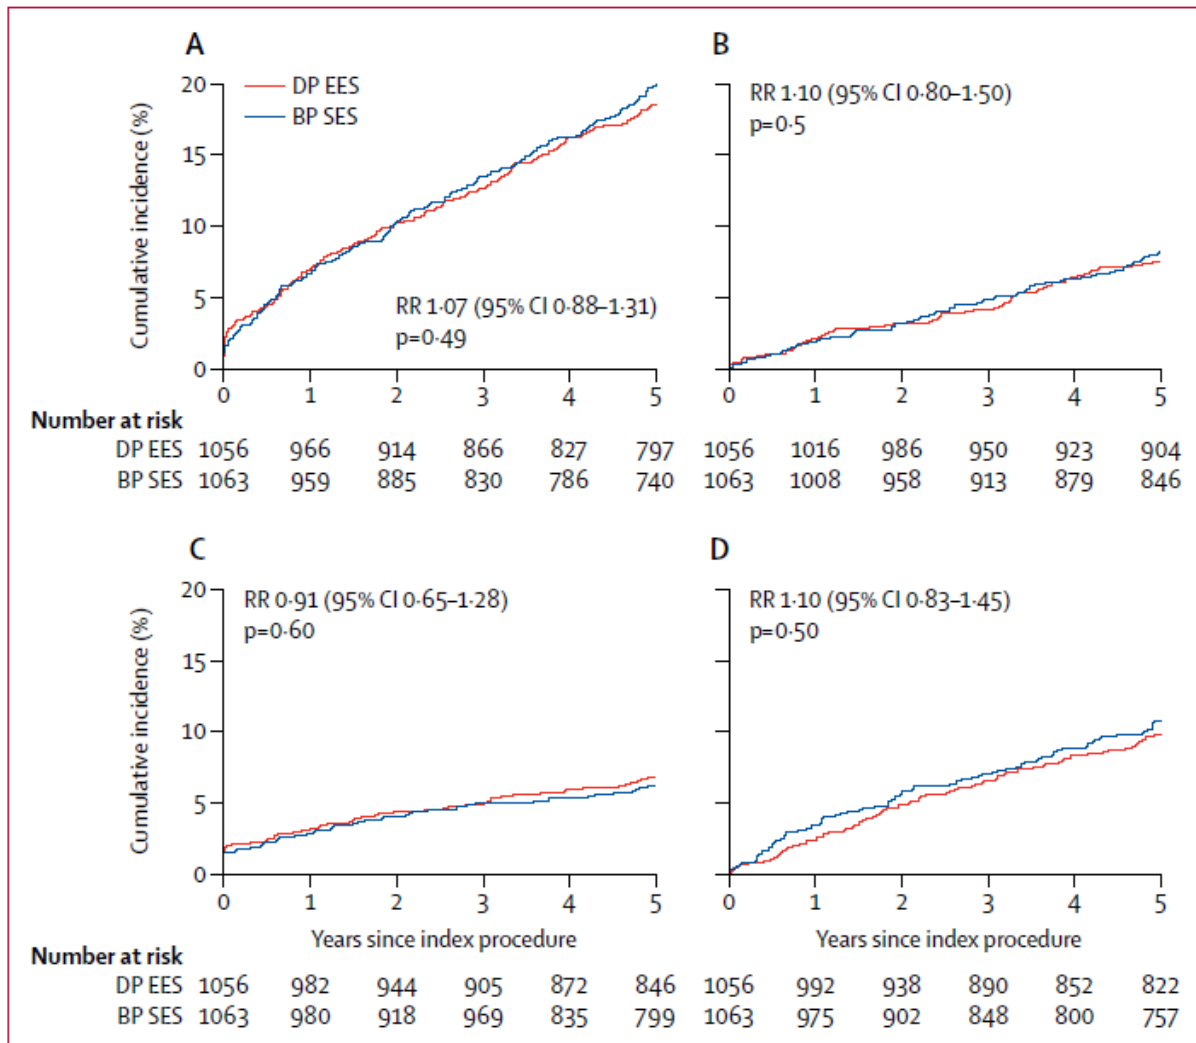 A
B
20
DP EES
BP SES
RR 1·10 (95% CI 0·80–1·50)
p=0·5
15
10
5
0
Cumulative incidence (%)
RR 1·07 (95% CI 0·88–1·31)
p=0·49
0 1 2 3 4 5 0 1 2 3 4 5
Number at risk
DP EES 1056 966 914 866 827 797 1056 1016 986 950 923 904
BP SES 1063 959 885 830 786 740 1063 1008 958 913 879 846
C
D
20
RR 0·91 (95% CI 0·65–1·28)
p=0·60
RR 1·10 (95% CI 0·83–1·45)
p=0·50
15
10
5
0
Cumulative incidence (%)
0 1 2 3 4 5 0 1 2 3 4 5
Years since index procedure Years since index procedure
Number at risk
DP EES 1056 982 944 905 872 846 1056 992 938 890 852 822
BP SES 1063 980 918 969 835 799 1063 975 902 848 800 757